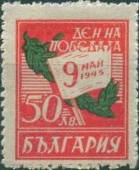 ДЕН НА
ПОБЕДАТА
9
МАЙ
1945
50 ЛВ.
БЪЛГАРИЯ